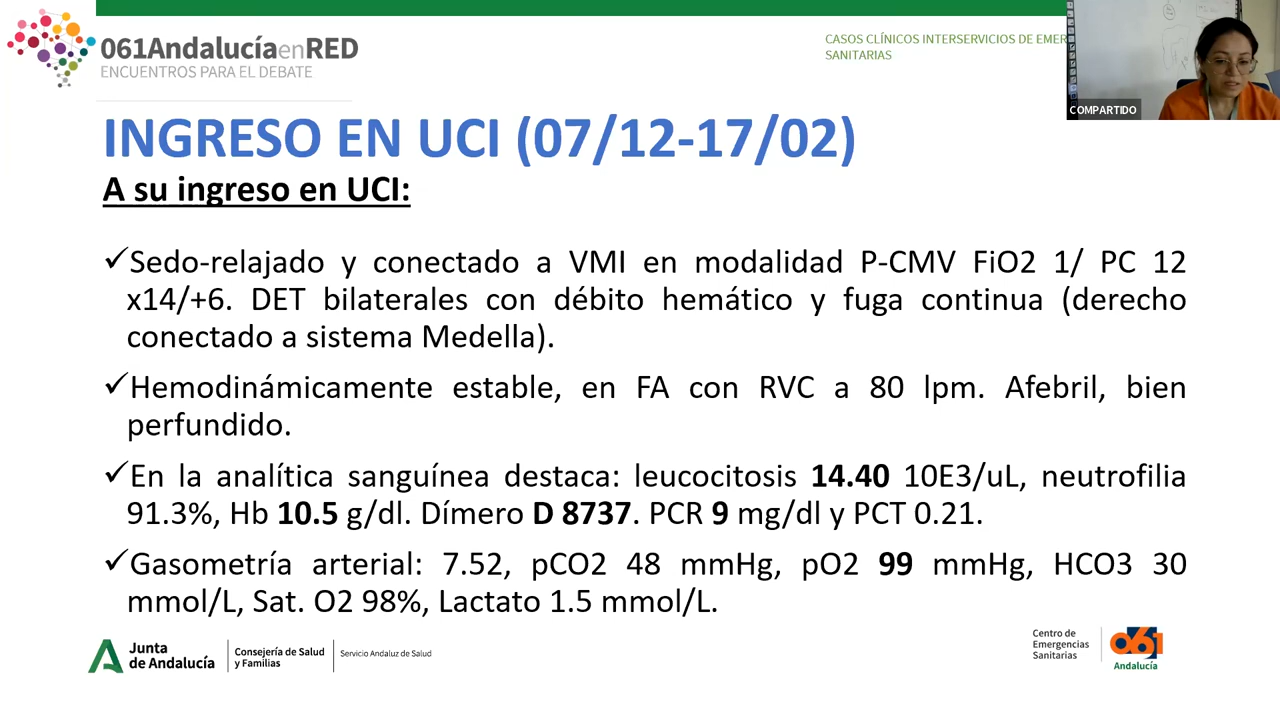 061AndalucíaenRED
ENCUENTROS PARA EL DEBATE
CASOS CLÍNICOS INTERSERVICIOS DE EMER
SANITARIAS
COMPARTIDO
INGRESO EN UCI (07/12-17/02)
A su ingreso en UCI:
✓Sedo-relajado y conectado a VMI en modalidad P-CMV FiO2 1/ PC 12
x14/+6. DET bilaterales con débito hemático y fuga continua (derecho
conectado a sistema Medella).
✓Hemodinámicamente estable, en FA con RVC a 80 lpm. Afebril, bien
perfundido.
✓En la analítica sanguínea destaca: leucocitosis 14.40 10E3/uL, neutrofilia
91.3%, Hb 10.5 g/dl. Dímero D 8737. PCR 9 mg/dl y PCT 0.21.
✓Gasometría arterial: 7.52, pCO2 48 mmHg, pO2 99 mmHg, HCO3 30
mmol/L, Sat. O2 98%, Lactato 1.5 mmol/L.
Junta
de Andalucía
Consejería de Salud
y Familias
Servicio Andaluz de Salud
Centro de
Emergencias
Sanitarias
061
Andalucía